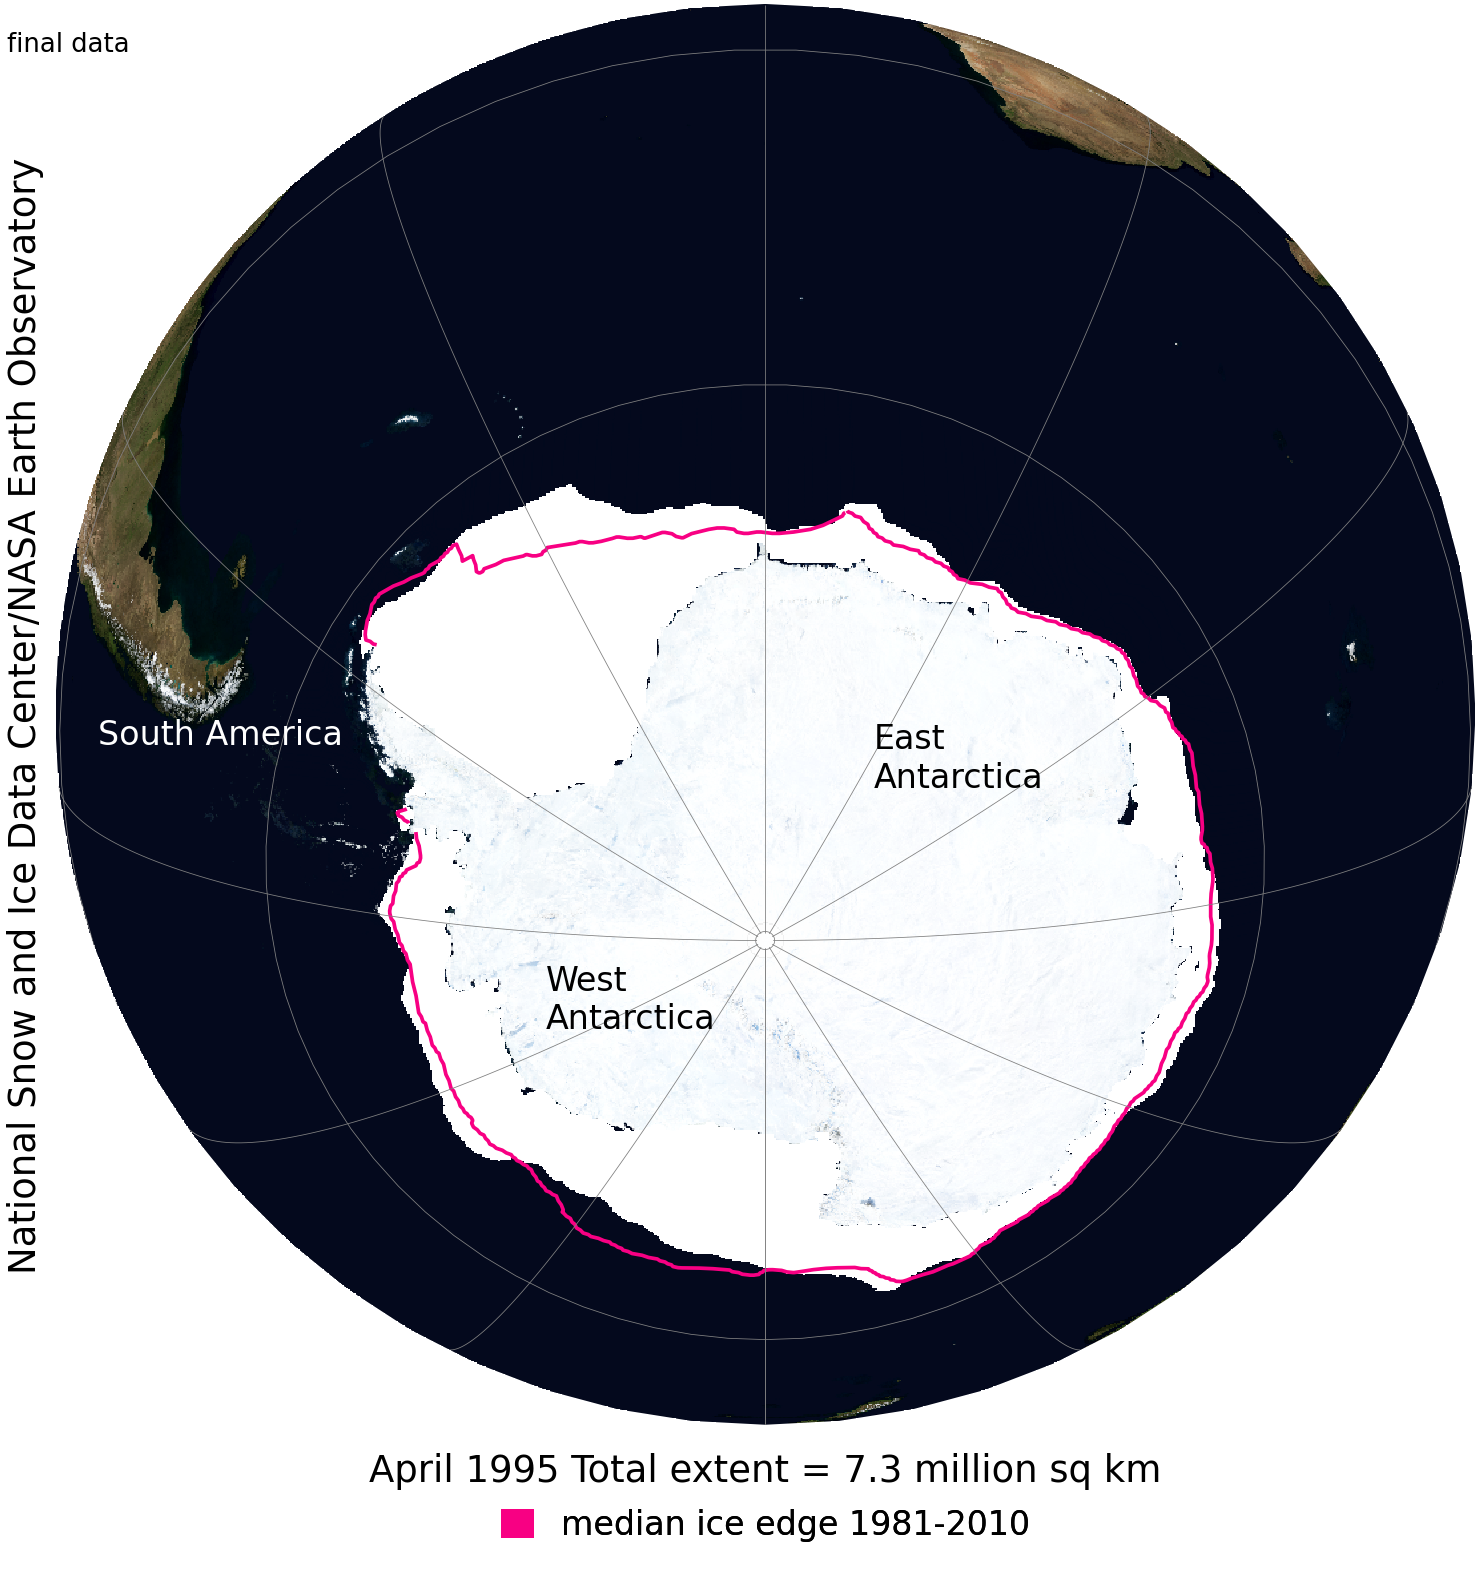 final data
National Snow and Ice Data Center/NASA Earth Observatory
South America
East
Antarctica
West
Antarctica
April 1995 Total extent = 7.3 million sq km
median ice edge 1981-2010